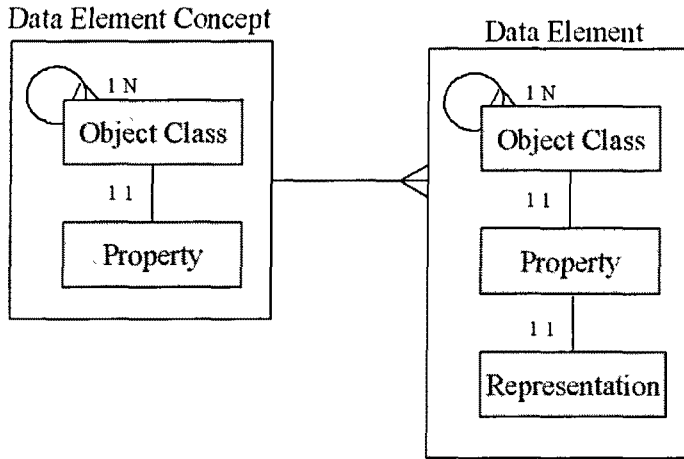 Data Element Concept
1 N
Object Class
1 1
Property
Data Element
1 N
Object Class
1 1
Property
1 1
Representation